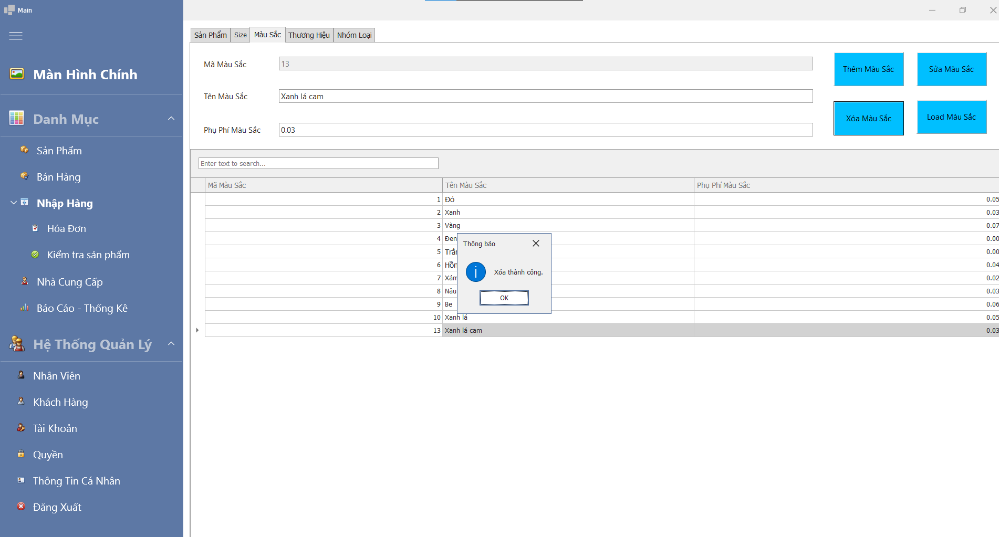 Main
Màn Hình Chính
Danh Mục
Sản Phẩm
Bán Hàng
Nhập Hàng
Hóa Đơn
Kiểm tra sản phẩm
Nhà Cung Cấp
Báo Cáo - Thống Kê
Hệ Thống Quản Lý
Nhân Viên
Khách Hàng
Tài Khoản
Quyền
Thông Tin Cá Nhân
Đăng Xuất
Sản Phẩm Size Màu Sắc Thương Hiệu Nhóm Loại
Mã Màu Sắc 13
Tên Màu Sắc Xanh lá cam
Phụ Phí Màu Sắc 0.03
Thêm Màu Sắc Sửa Màu Sắc
Xóa Màu Sắc Load Màu Sắc
Enter text to search...
Mã Màu Sắc Tên Màu Sắc Phụ Phí Màu Sắc
1 Đỏ 0.05
2 Xanh 0.03
3 Vàng 0.07
4 Đen 0.00
5 0.00
6 0.04
7 Xám 0.02
8 Nâu 0.03
9 Be 0.06
10 Xanh lá 0.05
13 Xanh lá cam 0.03
Thông báo
Xóa thành công.
OK